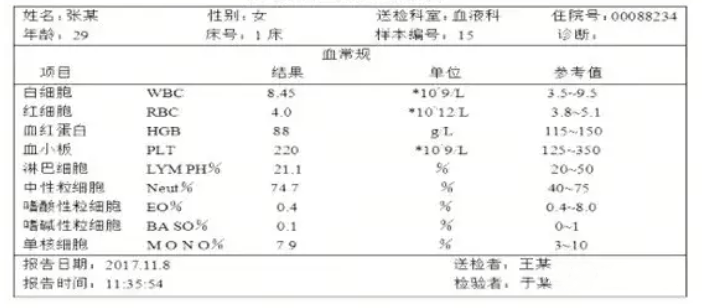 姓名：张某 性别：女 送检科室：血液科 住院号：00088234
年龄：29 床号：1床 样本编号：15 诊断：
血常规
项目 结果 单位 参考值
白细胞 WBC 8.45 *10^9/L 3.5~9.5
红细胞 RBC 4.0 *10^12/L 3.8~5.1
血红蛋白 HGB 88 g/L 115~150
血小板 PLT 220 *10^9/L 125~350
淋巴细胞 LYMPH% 21.1 % 20~50
中性粒细胞 Neut% 74.7 % 40~75
嗜酸性粒细胞 EO% 0.4 % 0.4~8.0
嗜碱性粒细胞 BASO% 0.1 % 0~1
单核细胞 MONO% 7.9 % 3~10
报告日期：2017.11.8 送检者：王某
报告时间：11:35:54 检验者：于某